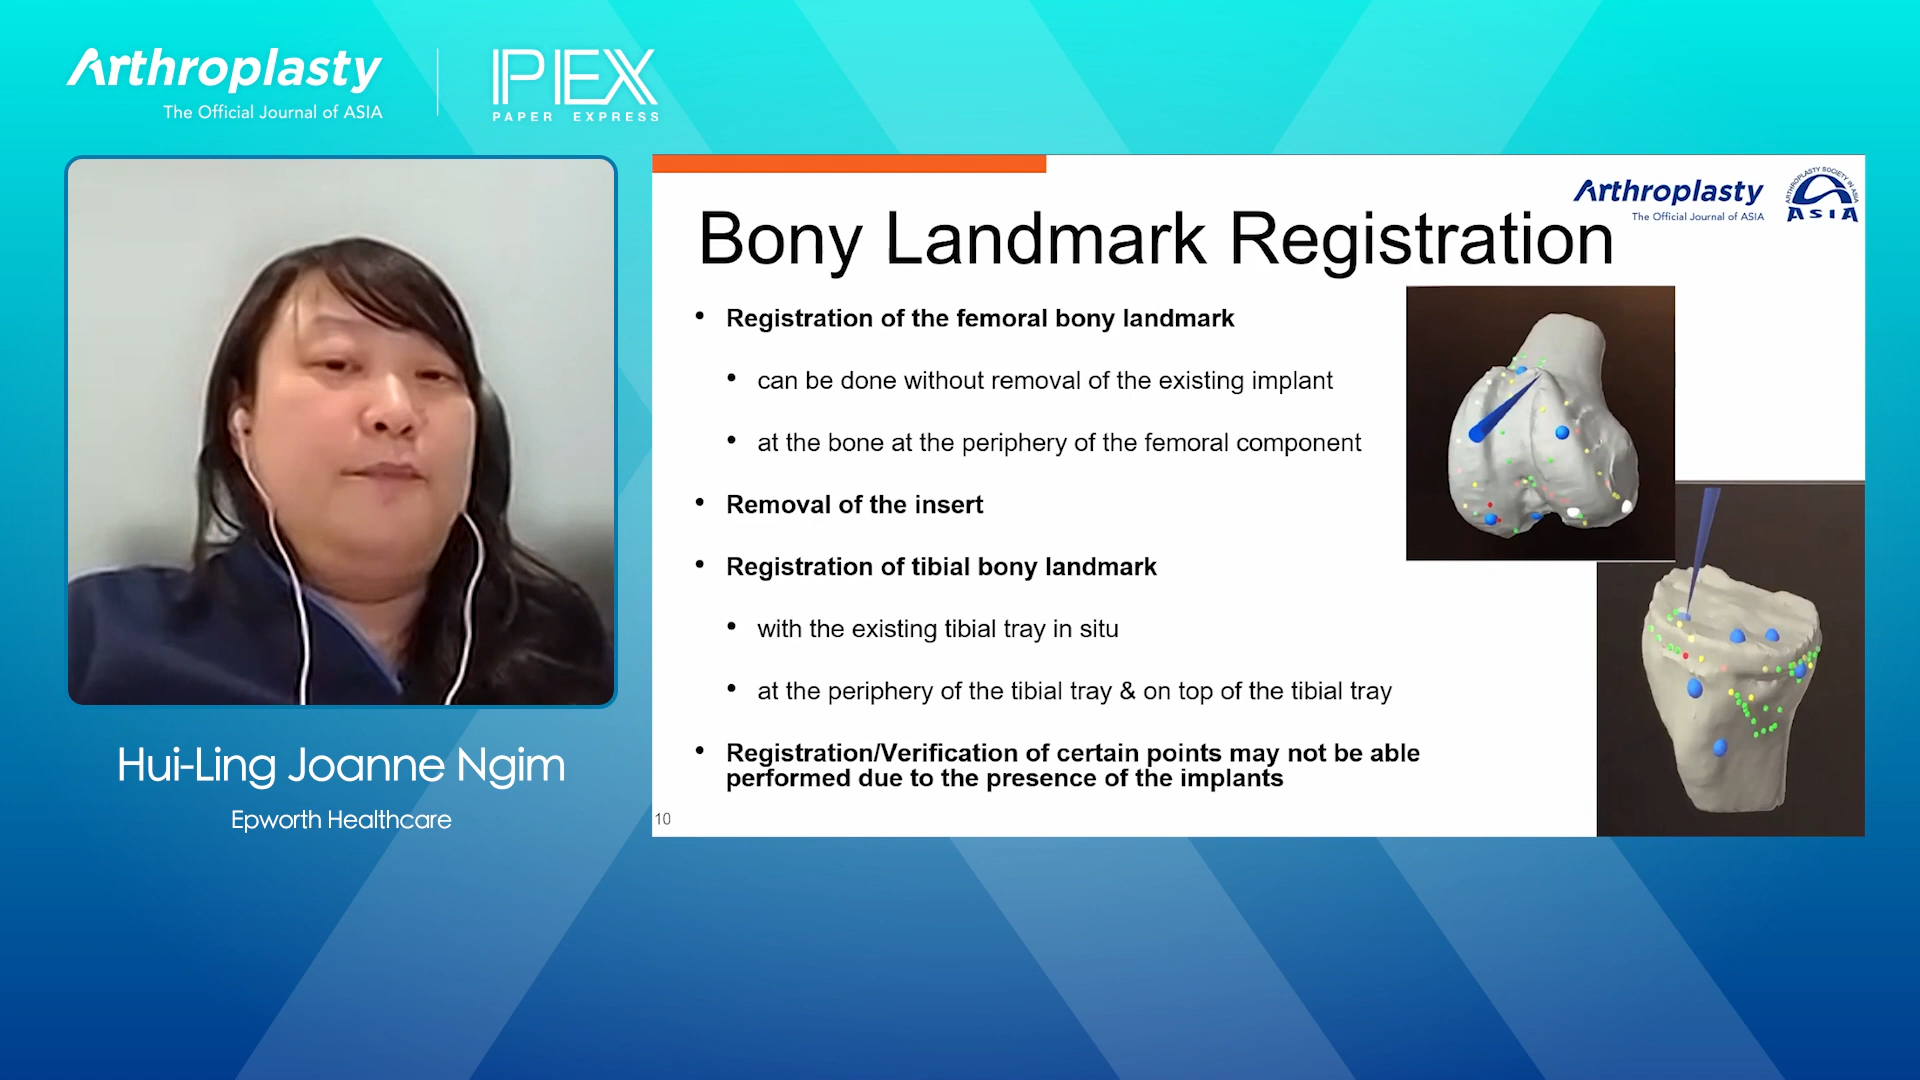 Arthroplasty
The Official Journal of ASIA
PEX
PAPER EXPRESS
Hui-Ling Joanne Ngim
Epworth Healthcare
Arthroplasty
The Official Journal of ASIA
ARTHROPLASTY SOCIETY IN ASIA
ASIA
Bony Landmark Registration
• Registration of the femoral bony landmark
• can be done without removal of the existing implant
• at the bone at the periphery of the femoral component
• Removal of the insert
• Registration of tibial bony landmark
• with the existing tibial tray in situ
• at the periphery of the tibial tray & on top of the tibial tray
• Registration/Verification of certain points may not be able
performed due to the presence of the implants
10